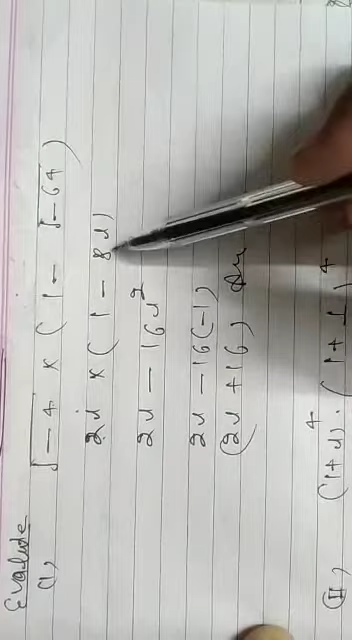 Evaluate
(I) √-4 × (1 - √-64)
2i × (1 - 8i)
2i - 16i²
2i - 16(-1)
(2i + 16) Ans
(II) (1+i)⁴ · (1 + 1